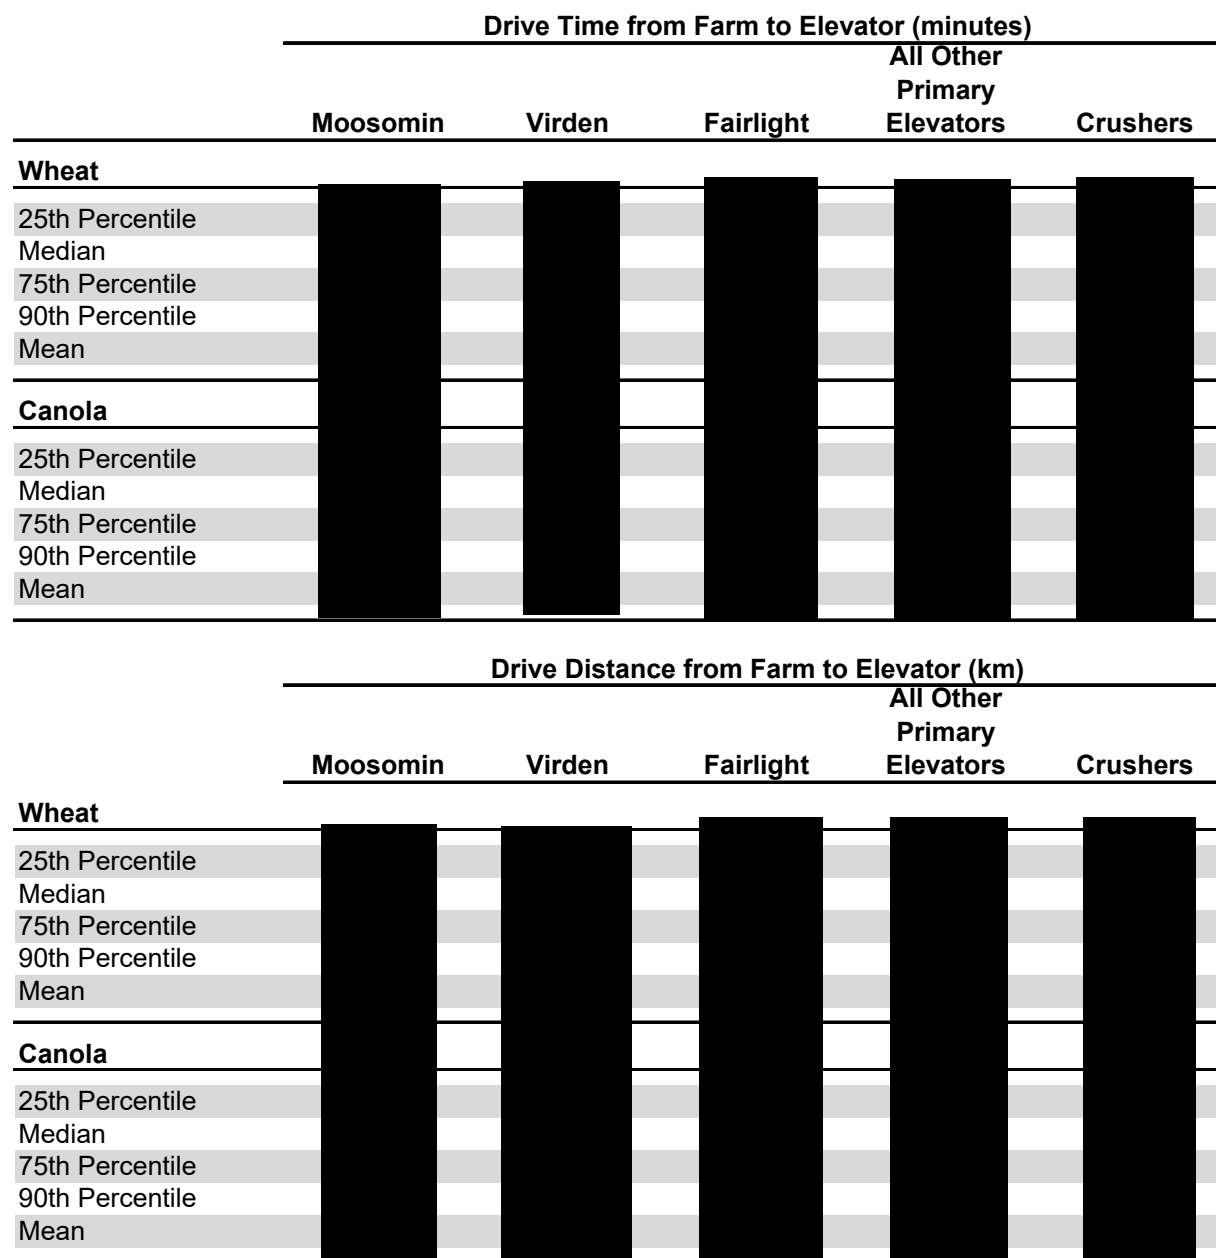 Drive Time from Farm to Elevator (minutes)
All Other
Primary
Moosomin Virden Fairlight Elevators Crushers
Wheat
25th Percentile
Median
75th Percentile
90th Percentile
Mean
Canola
25th Percentile
Median
75th Percentile
90th Percentile
Mean
Drive Distance from Farm to Elevator (km)
All Other
Primary
Moosomin Virden Fairlight Elevators Crushers
Wheat
25th Percentile
Median
75th Percentile
90th Percentile
Mean
Canola
25th Percentile
Median
75th Percentile
90th Percentile
Mean